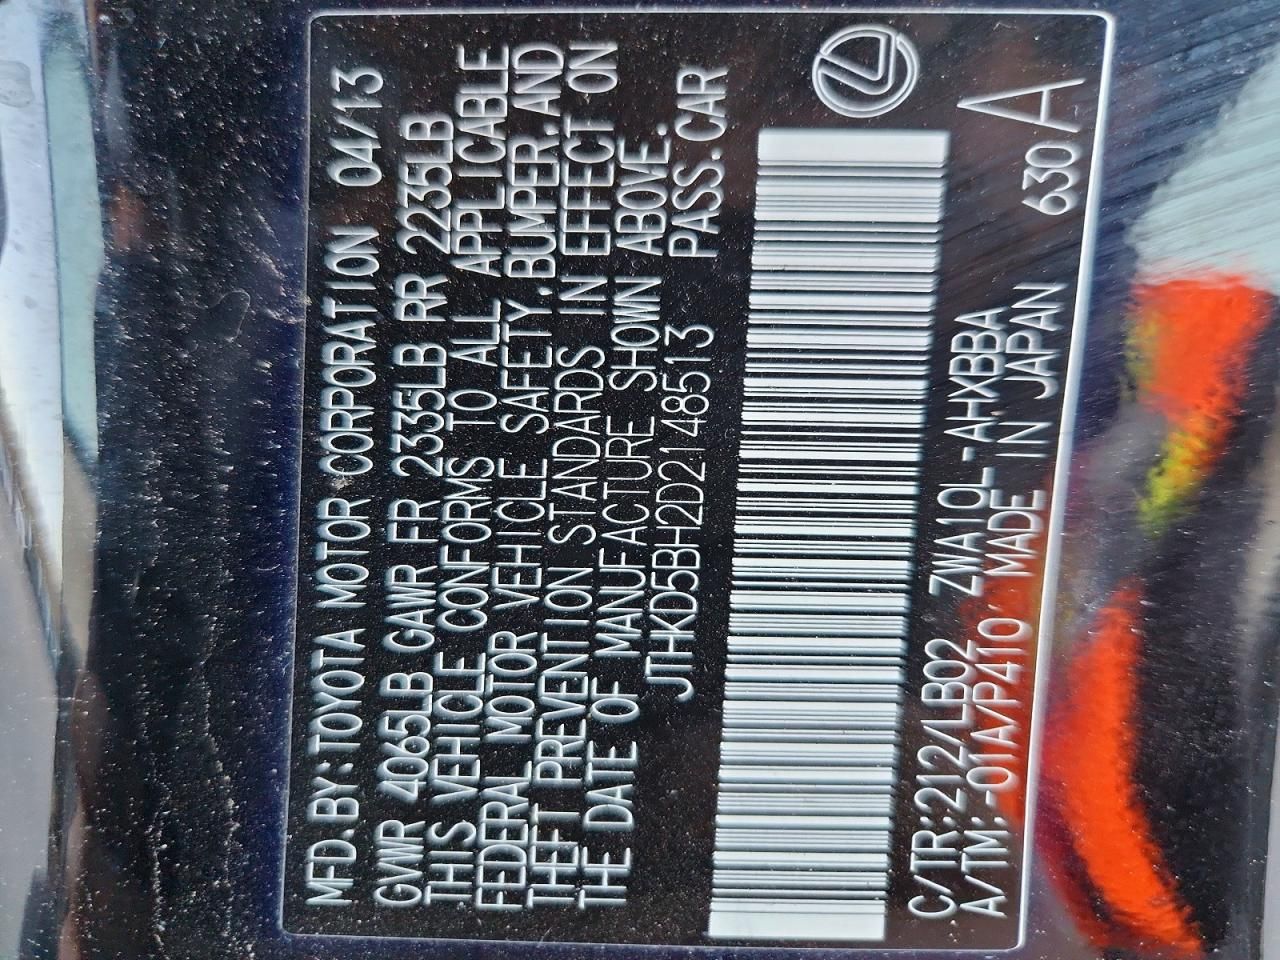 MFD.BY:TOYOTA MOTOR CORPORATION 04/13
GVWR 4065LB GAWR FR 2335LB RR 2235LB
THIS VEHICLE CONFORMS TO ALL APPLICABLE
FEDERAL MOTOR VEHICLE SAFETY.BUMPER.AND
THEFT PREVENTION STANDARDS IN EFFECT ON
THE DATE OF MANUFACTURE SHOWN ABOVE.
JTHKD5BH2D2148513 PASS.CAR
C/TR:212/LB02 ZWA10L-AHXBBA
A/TM:-01A/P410 MADE IN JAPAN 630A